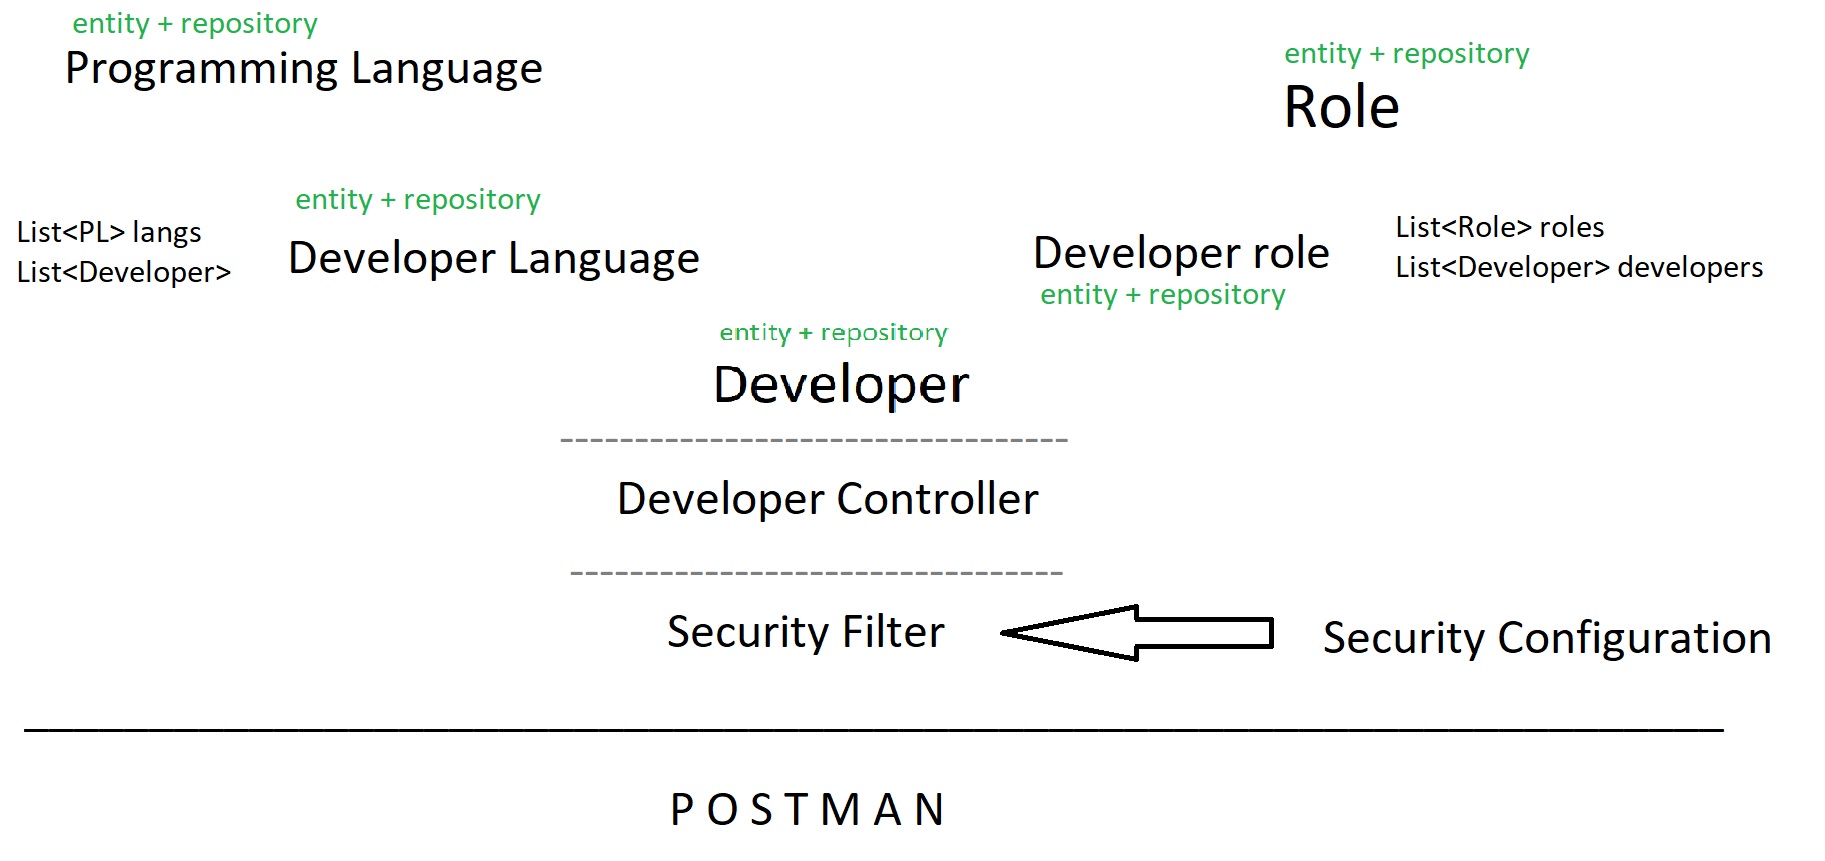 entity + repository
Programming Language
entity + repository
Role
entity + repository
List<PL> langs
List<Developer>
Developer Language
Developer role
entity + repository
List<Role> roles
List<Developer> developers
entity + repository
Developer
Developer Controller
Security Filter
Security Configuration
P O S T M A N